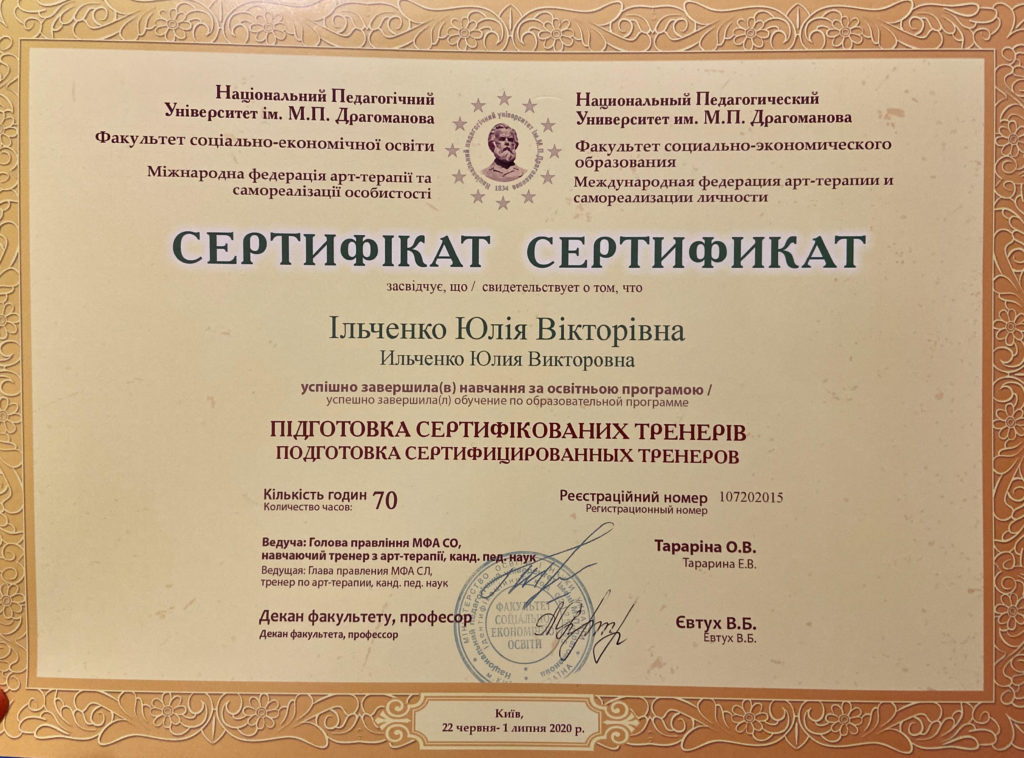 Національний Педагогічний
Університет ім. М.П. Драгоманова
Факультет соціально-економічної освіти
Міжнародна федерація арт-терапії та
самореалізації особистості
Національний педагогічний університет ім. М.П. Драгоманова
1834
Национальный Педагогический
Университет им. М.П. Драгоманова
Факультет социально-экономического
образования
Международная федерация арт-терапии и
самореализации личности
СЕРТИФІКАТ СЕРТИФИКАТ
засвідчує, що / свидетельствует о том, что
Ільченко Юлія Вікторівна
Ильченко Юлия Викторовна
успішно завершила(в) навчання за освітньою програмою /
успешно завершила(л) обучение по образовательной программе
ПІДГОТОВКА СЕРТИФІКОВАНИХ ТРЕНЕРІВ
ПОДГОТОВКА СЕРТИФИЦИРОВАННЫХ ТРЕНЕРОВ
Кількість годин 70
Количество часов:
Реєстраційний номер 107202015
Регистрационный номер
Ведуча: Голова правління МФА СО,
навчаючий тренер з арт-терапії, канд. пед. наук
Ведущая: Глава правления МФА СЛ,
тренер по арт-терапии, канд. пед. наук
Тараріна О.В.
Тарарина Е.В.
Декан факультету, професор
Декан факультета, профессор
Євтух В.Б.
Евтух В.Б.
ФАКУЛЬТЕТ
ОСВІТИ
Київ,
22 червня- 1 липня 2020 р.